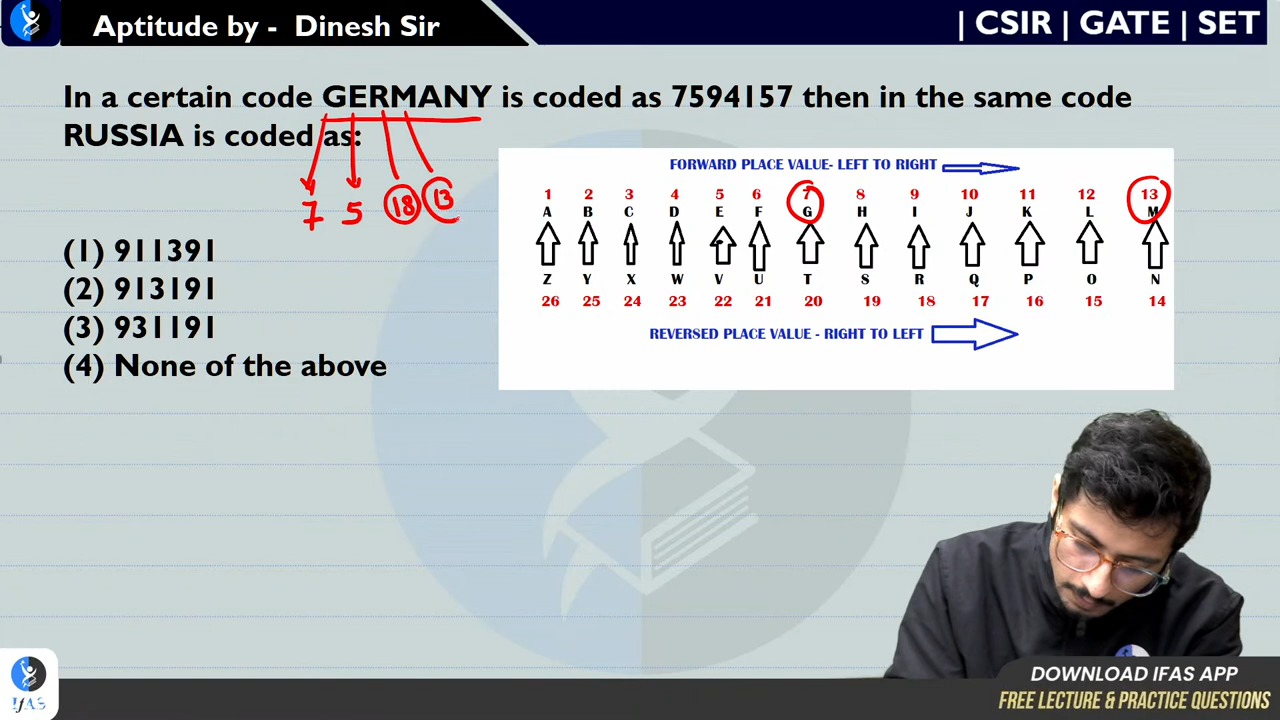 Aptitude by - Dinesh Sir
| CSIR | GATE | SET
In a certain code GERMANY is coded as 7594157 then in the same code
RUSSIA is coded as:
7 5 18 13
(1) 911391
(2) 913191
(3) 931191
(4) None of the above
FORWARD PLACE VALUE- LEFT TO RIGHT
1 2 3 4 5 6 7 8 9 10 11 12 13
A B C D E F G H I J K L M
Z Y X W V U T S R Q P O N
26 25 24 23 22 21 20 19 18 17 16 15 14
REVERSED PLACE VALUE - RIGHT TO LEFT
IFAS
DOWNLOAD IFAS APP
FREE LECTURE & PRACTICE QUESTIONS